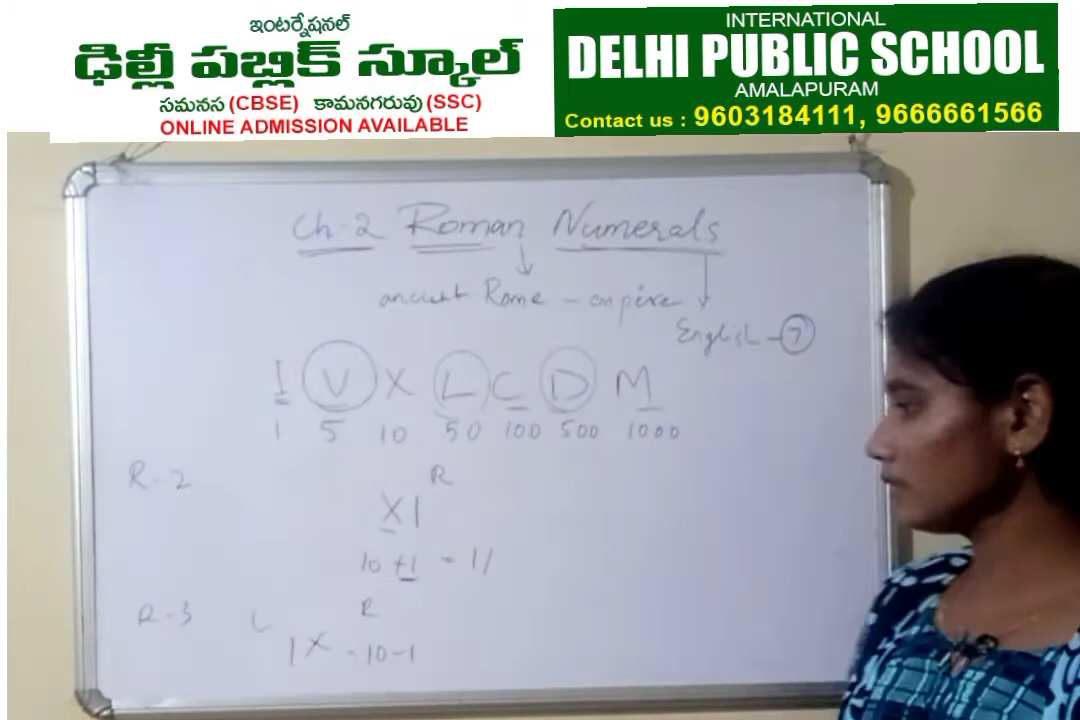 ఇంటర్నేషనల్
ఢిల్లీ పబ్లిక్ స్కూల్
సమనస (CBSE) కామనగరువు (SSC)
ONLINE ADMISSION AVAILABLE
INTERNATIONAL
DELHI PUBLIC SCHOOL
AMALAPURAM
Contact us : 9603184111, 9666661566
Ch-2 Roman Numerals
ancient Rome - empire
English - 7
I V X L C D M
1 5 10 50 100 500 1000
R-2
R
XI
10 +1 - 11
R-3 L R
IX - 10-1